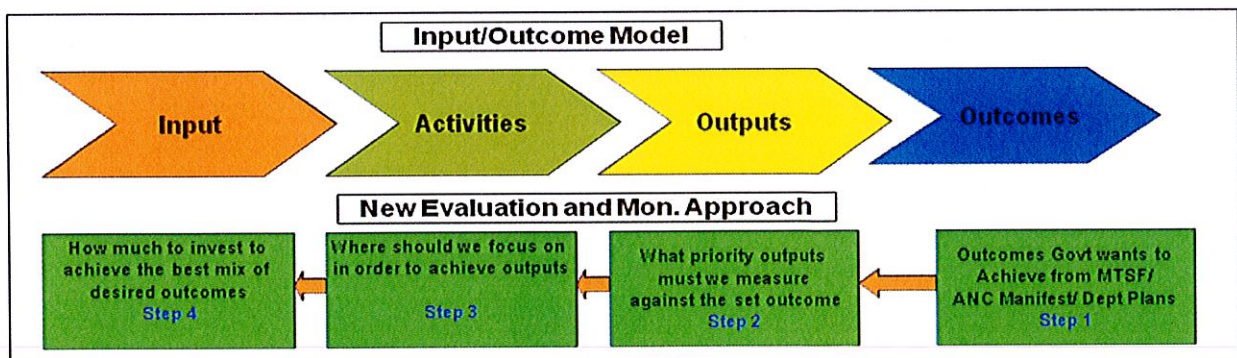 Input/Outcome Model
Input
Activities
Outputs
Outcomes
New Evaluation and Mon. Approach
How much to invest to
achieve the best mix of
desired outcomes
Step 4
Where should we focus on
in order to achieve outputs
Step 3
What priority outputs
must we measure
against the set outcome
Step 2
Outcomes Govt wants to
Achieve from MTSF/
ANC Manifest/ Dept Plans
Step 1